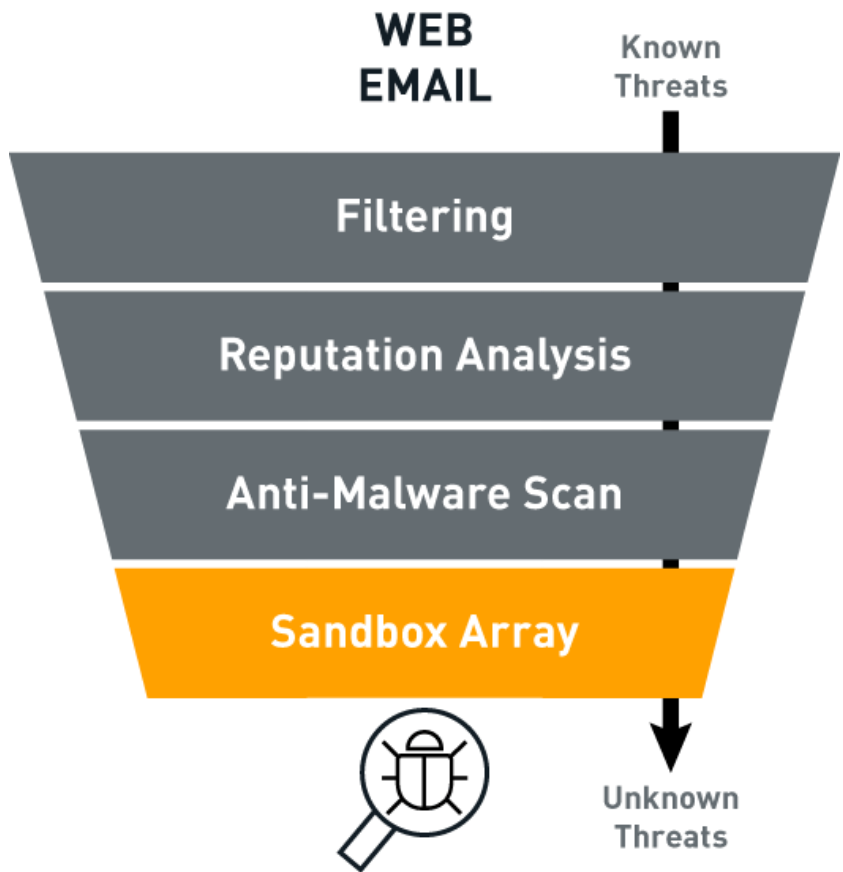 WEB
EMAIL
Known
Threats
Filtering
Reputation Analysis
Anti-Malware Scan
Sandbox Array
Unknown
Threats